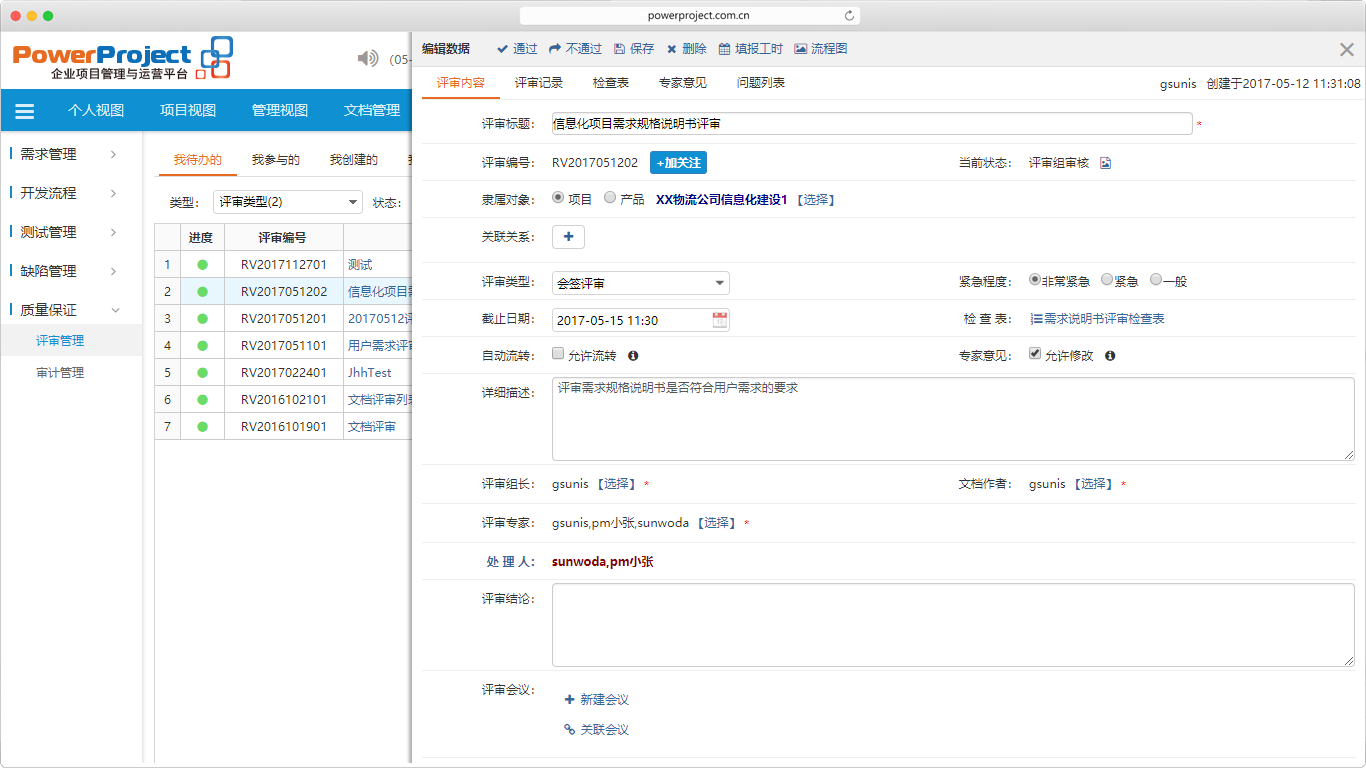 powerproject.com.cn
PowerProject
企业项目管理与运营平台
(05-
个人视图 项目视图 管理视图 文档管理
需求管理
开发流程
测试管理
缺陷管理
质量保证
评审管理
审计管理
我待办的 我参与的 我创建的
类型: 评审类型(2) 状态:
进度 评审编号
1 RV2017112701 测试
2 RV2017051202 信息化项目
3 RV2017051201 20170512
4 RV2017051101 用户需求评
5 RV2017022401 JhhTest
6 RV2016102101 文档评审列
7 RV2016101901 文档评审
编辑数据 通过 不通过 保存 删除 填报工时 流程图
评审内容 评审记录 检查表 专家意见 问题列表
gsunis 创建于2017-05-12 11:31:08
评审标题: 信息化项目需求规格说明书评审 *
评审编号: RV2017051202 +加关注 当前状态: 评审组审核
隶属对象: 项目 产品 XX物流公司信息化建设1 【选择】
关联关系: +
评审类型: 会签评审 紧急程度: 非常紧急 紧急 一般
截止日期: 2017-05-15 11:30 检 查 表: 需求说明书评审检查表
自动流转: 允许流转 专家意见: 允许修改
详细描述: 评审需求规格说明书是否符合用户需求的要求
评审组长: gsunis 【选择】 * 文档作者: gsunis 【选择】 *
评审专家: gsunis,pm小张,sunwoda 【选择】 *
处 理 人: sunwoda,pm小张
评审结论:
评审会议: + 新建会议
关联会议